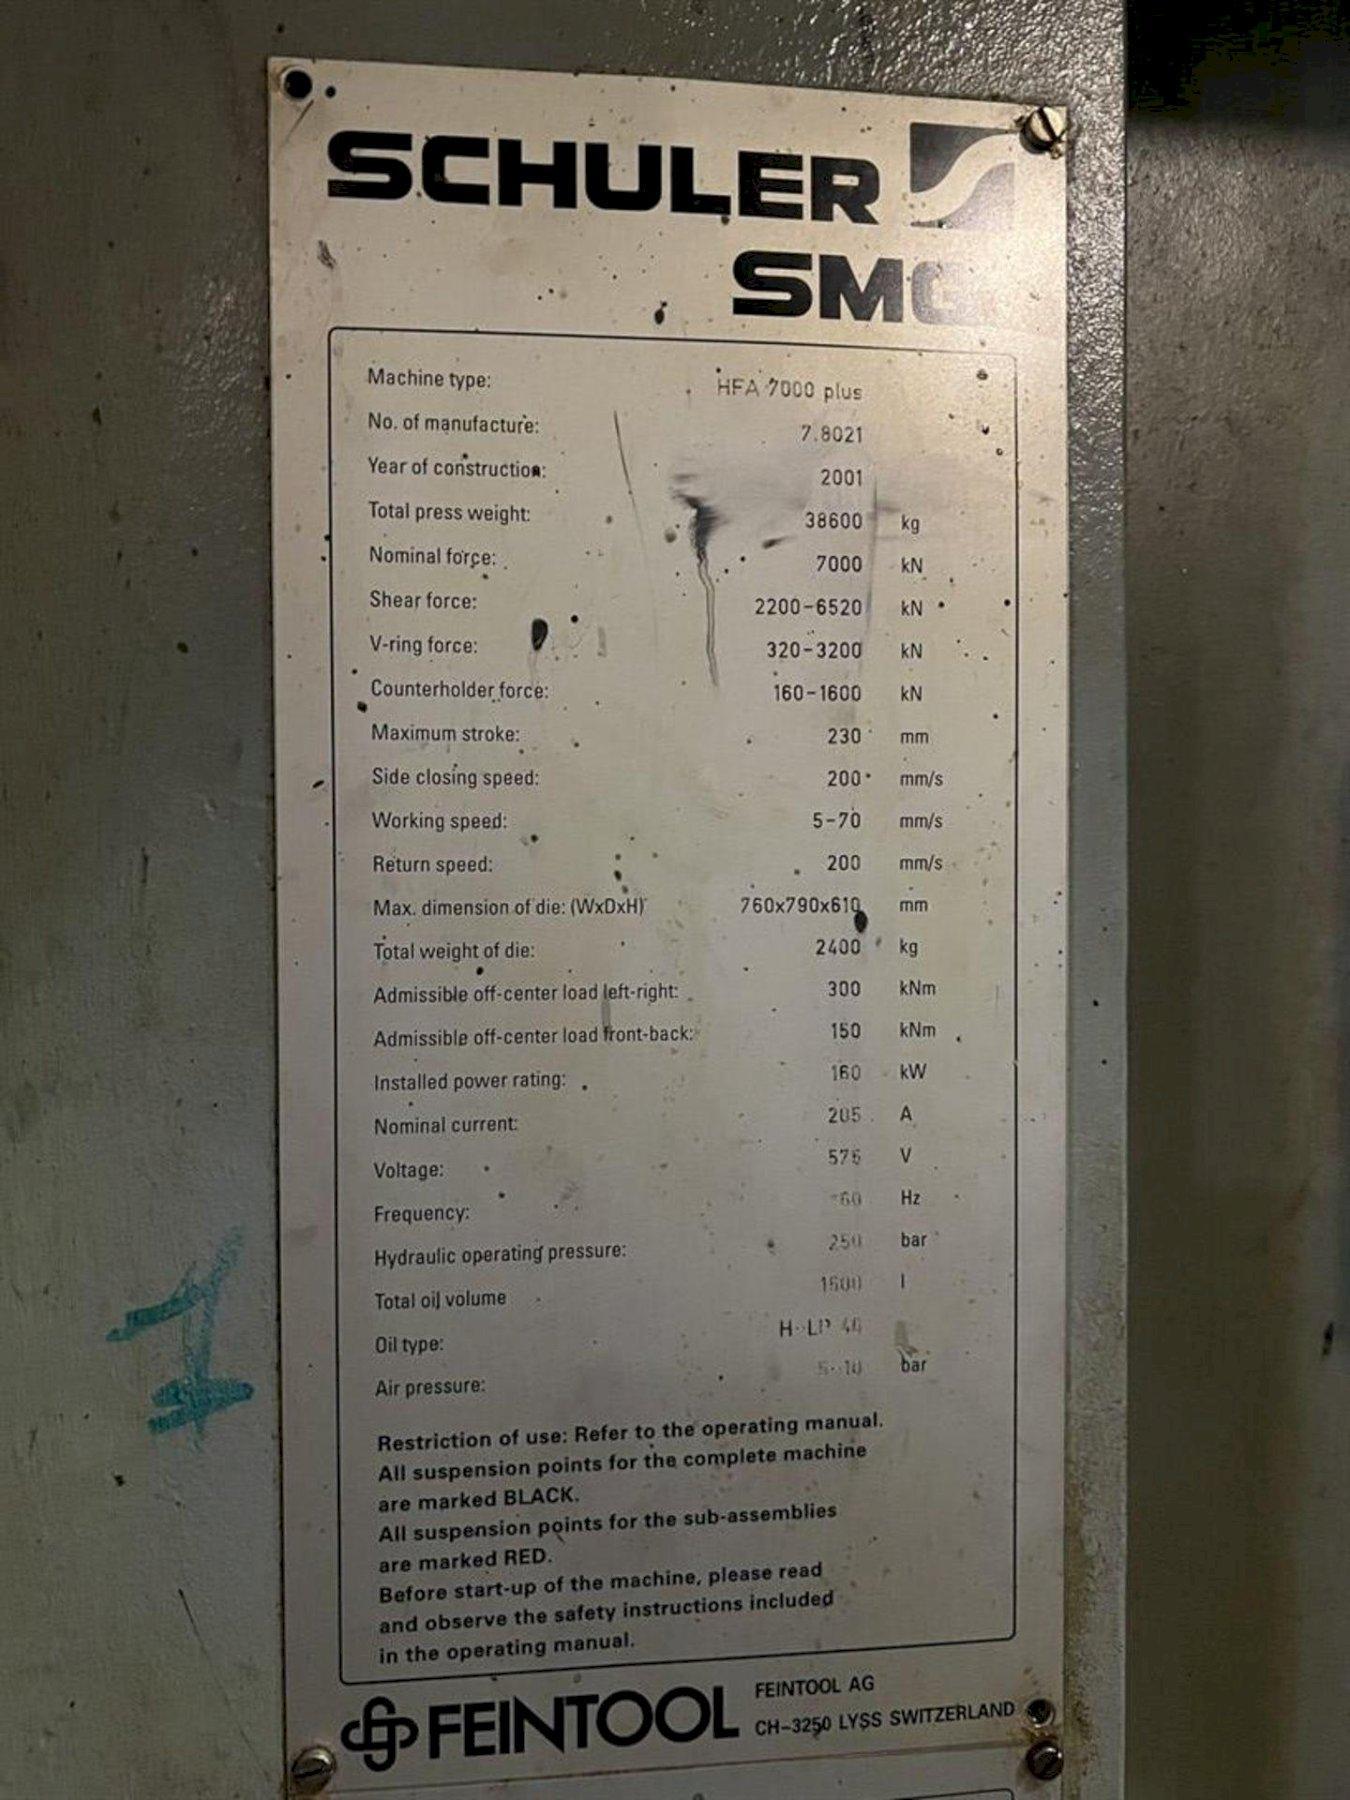 SCHULER
SMG
Machine type: HFA 7000 plus
No. of manufacture: 7.8021
Year of construction: 2001
Total press weight: 38600 kg
Nominal force: 7000 kN
Shear force: 2200-6520 kN
V-ring force: 320-3200 kN
Counterholder force: 160-1600 kN
Maximum stroke: 230 mm
Side closing speed: 200 mm/s
Working speed: 5-70 mm/s
Return speed: 200 mm/s
Max. dimension of die: (WxDxH) 760x790x610 mm
Total weight of die: 2400 kg
Admissible off-center load left-right: 300 kNm
Admissible off-center load front-back: 150 kNm
Installed power rating: 160 kW
Nominal current: 205 A
Voltage: 575 V
Frequency: 60 Hz
Hydraulic operating pressure: 250 bar
Total oil volume l
Oil type:
Air pressure: bar
Restriction of use: Refer to the operating manual.
All suspension points for the complete machine
are marked BLACK.
All suspension points for the sub-assemblies
are marked RED.
Before start-up of the machine, please read
and observe the safety instructions included
in the operating manual.
FEINTOOL
FEINTOOL AG
CH-3250 LYSS SWITZERLAND